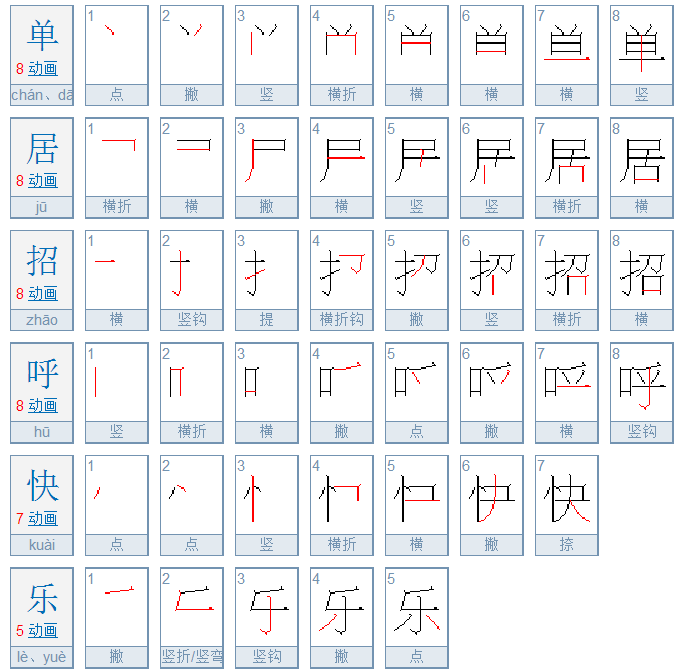 单 1 2 3 4 5 6 7 8
8 动画
chán、dā 点 撇 竖 横折 横 横 横 竖
居 1 2 3 4 5 6 7 8
8 动画
jū 横折 横 撇 横 竖 竖 横折 横
招 1 2 3 4 5 6 7 8
8 动画
zhāo 横 竖钩 提 横折钩 撇 竖 横折 横
呼 1 2 3 4 5 6 7 8
8 动画
hū 竖 横折 横 撇 点 撇 横 竖钩
快 1 2 3 4 5 6 7
7 动画
kuài 点 点 竖 横折 横 撇 捺
乐 1 2 3 4 5
5 动画
lè、yuè 撇 竖折/竖弯 竖钩 撇 点